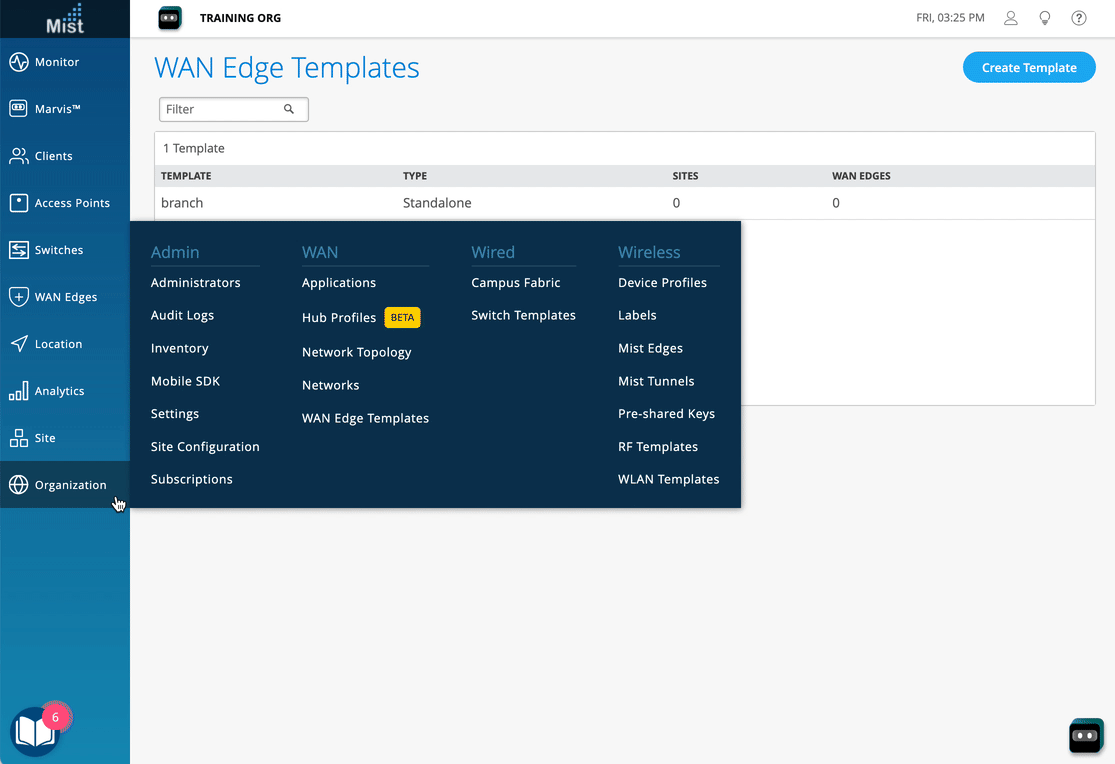 Mist
TRAINING ORG
FRI, 03:25 PM
?
Monitor
Marvis™
Clients
Access Points
Switches
WAN Edges
Location
Analytics
Site
Organization
6
WAN Edge Templates
Create Template
Filter
1 Template
TEMPLATE TYPE SITES WAN EDGES
branch Standalone 0 0
Admin
Administrators
Audit Logs
Inventory
Mobile SDK
Settings
Site Configuration
Subscriptions
WAN
Applications
Hub Profiles BETA
Network Topology
Networks
WAN Edge Templates
Wired
Campus Fabric
Switch Templates
Wireless
Device Profiles
Labels
Mist Edges
Mist Tunnels
Pre-shared Keys
RF Templates
WLAN Templates